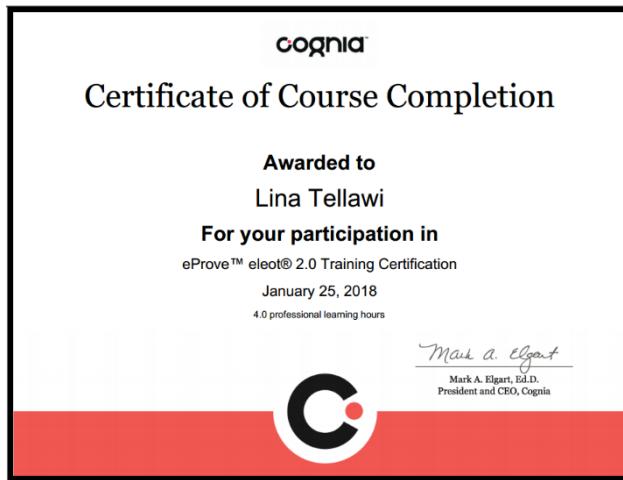 cognia™
Certificate of Course Completion
Awarded to
Lina Tellawi
For your participation in
eProve™ eleot® 2.0 Training Certification
January 25, 2018
4.0 professional learning hours
Mark A. Elgart
Mark A. Elgart, Ed.D.
President and CEO, Cognia